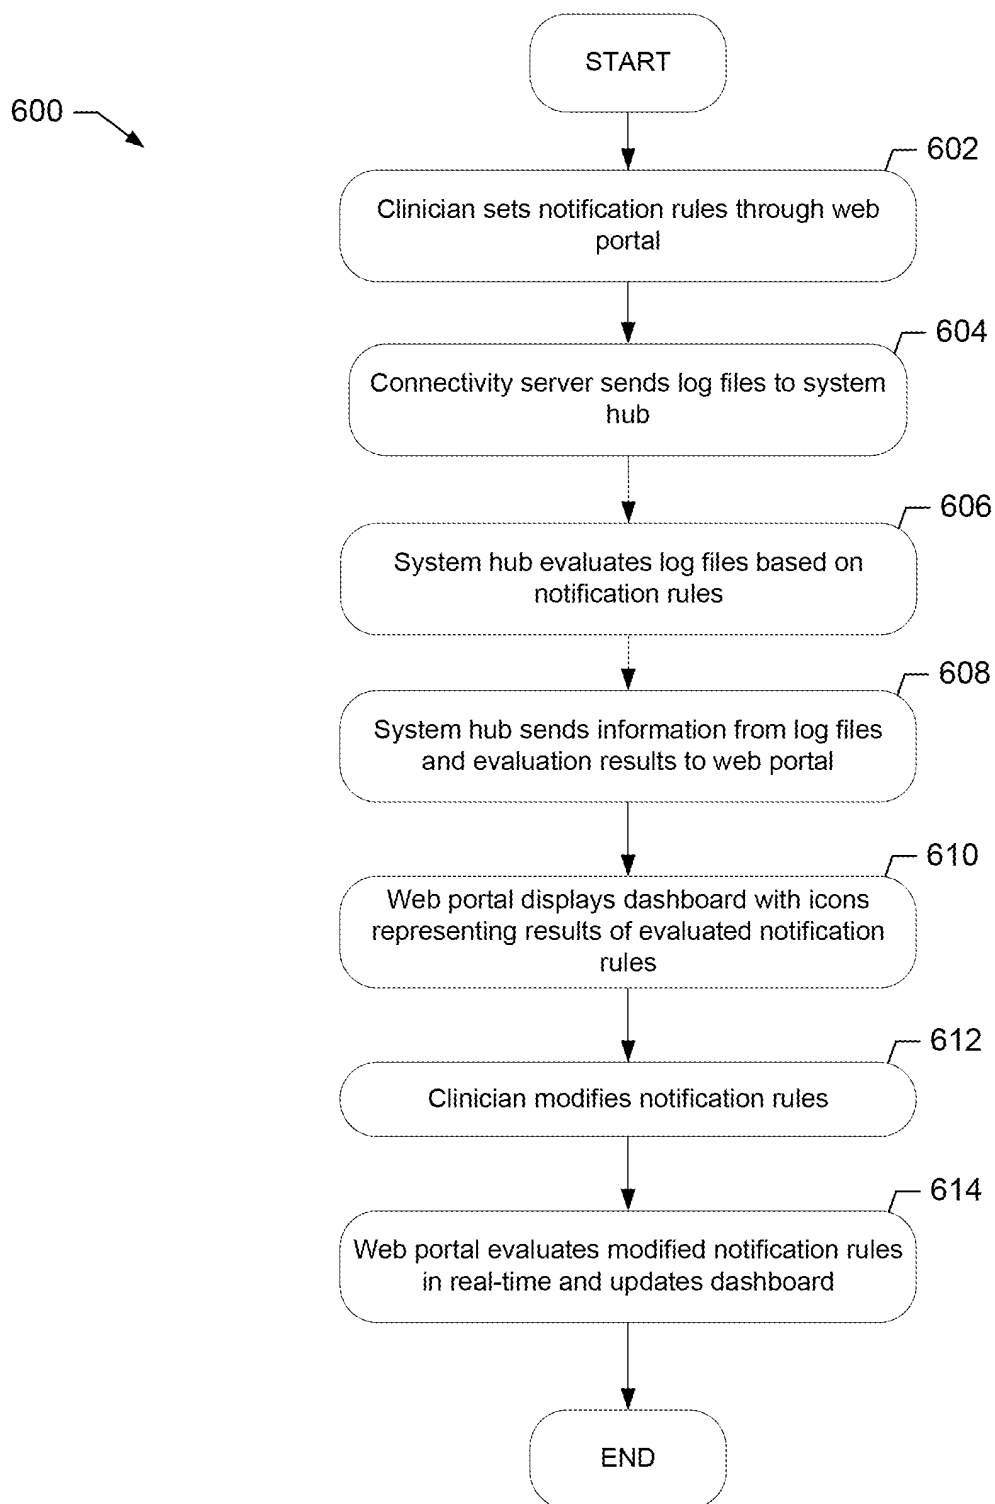 START
600
602
Clinician sets notification rules through web
portal
604
Connectivity server sends log files to system
hub
606
System hub evaluates log files based on
notification rules
608
System hub sends information from log files
and evaluation results to web portal
610
Web portal displays dashboard with icons
representing results of evaluated notification
rules
612
Clinician modifies notification rules
614
Web portal evaluates modified notification rules
in real-time and updates dashboard
END